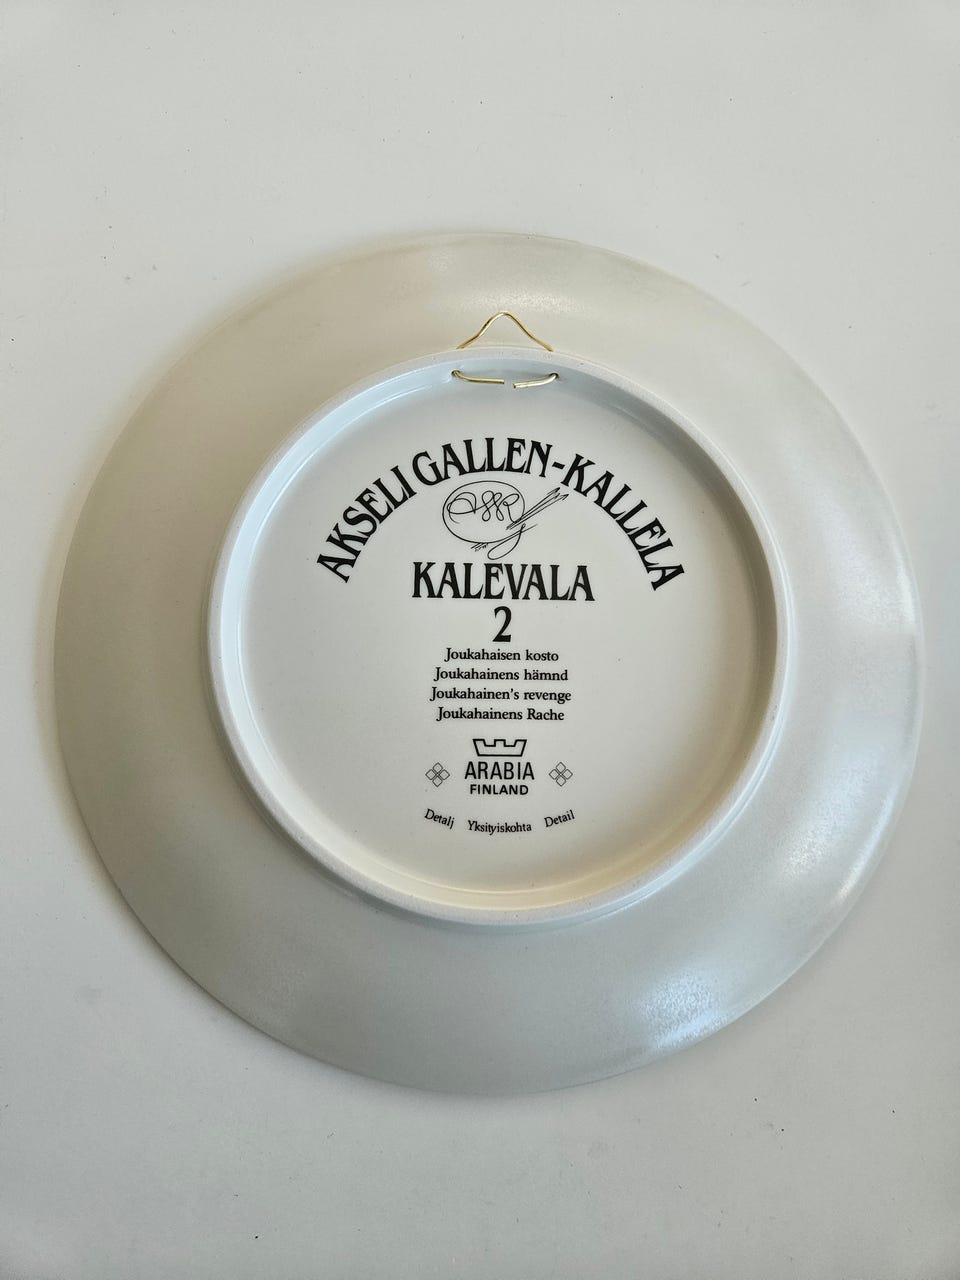 AKSELI GALLEN-KALLELA
KALEVALA
2
Joukahaisen kosto
Joukahainens hämnd
Joukahainen's revenge
Joukahainens Rache
ARABIA
FINLAND
Detalj Yksityiskohta Detail